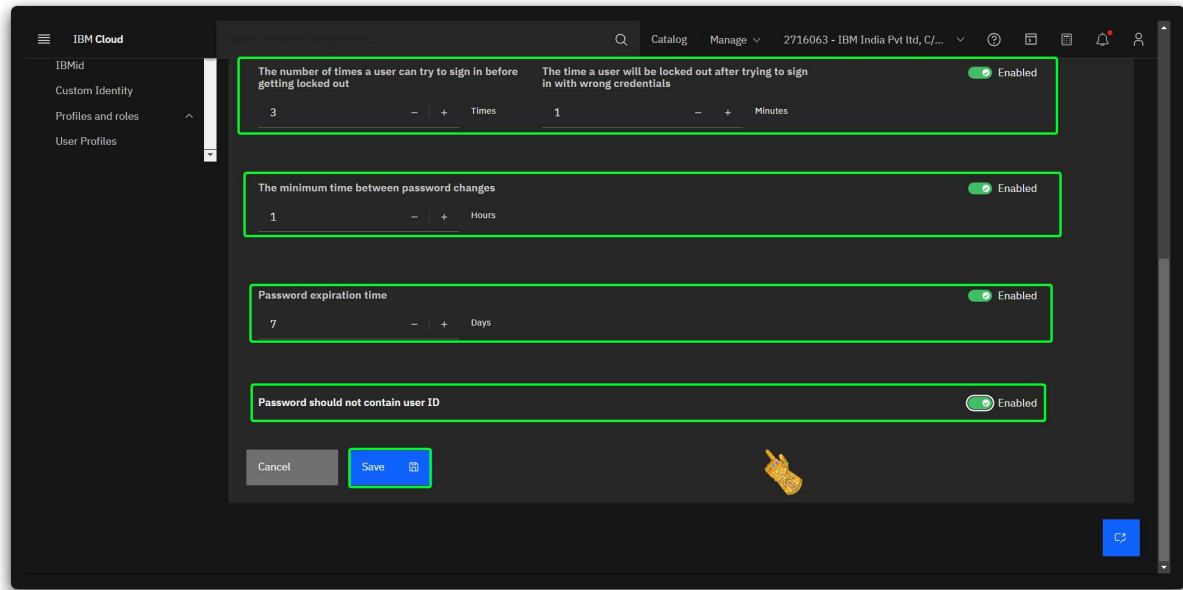 IBM Cloud
Catalog
Manage
2716063 - IBM India Pvt ltd, C/...
IBMid
Custom Identity
Profiles and roles
User Profiles
The number of times a user can try to sign in before
getting locked out
The time a user will be locked out after trying to sign
in with wrong credentials
Enabled
3 - + Times
1 - + Minutes
The minimum time between password changes
Enabled
1 - + Hours
Password expiration time
Enabled
7 - + Days
Password should not contain user ID
Enabled
Cancel
Save